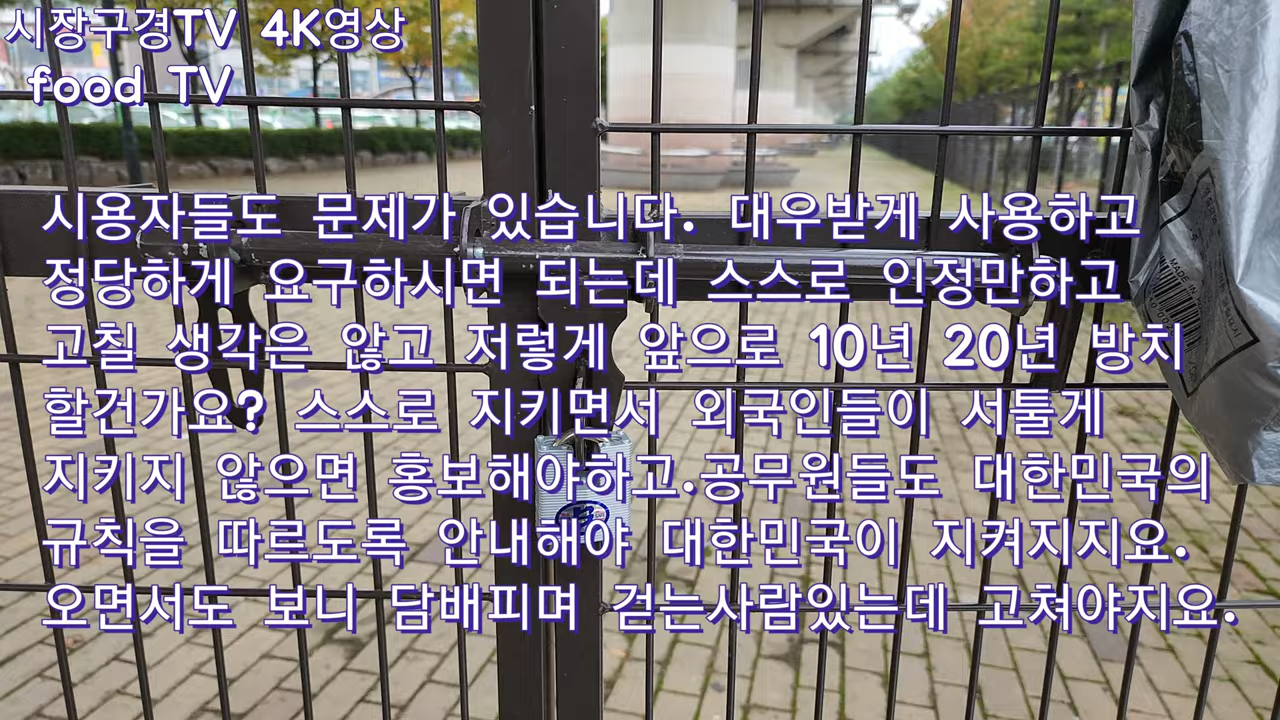 시장구경TV 4K영상
food TV
시용자들도 문제가 있습니다. 대우받게 사용하고
정당하게 요구하시면 되는데 스스로 인정만하고
고칠 생각은 않고 저렇게 앞으로 10년 20년 방치
할건가요? 스스로 지키면서 외국인들이 서툴게
지키지 않으면 홍보해야하고.공무원들도 대한민국의
규칙을 따르도록 안내해야 대한민국이 지켜지지요.
오면서도 보니 담배피며 걷는사람있는데 고쳐야지요.